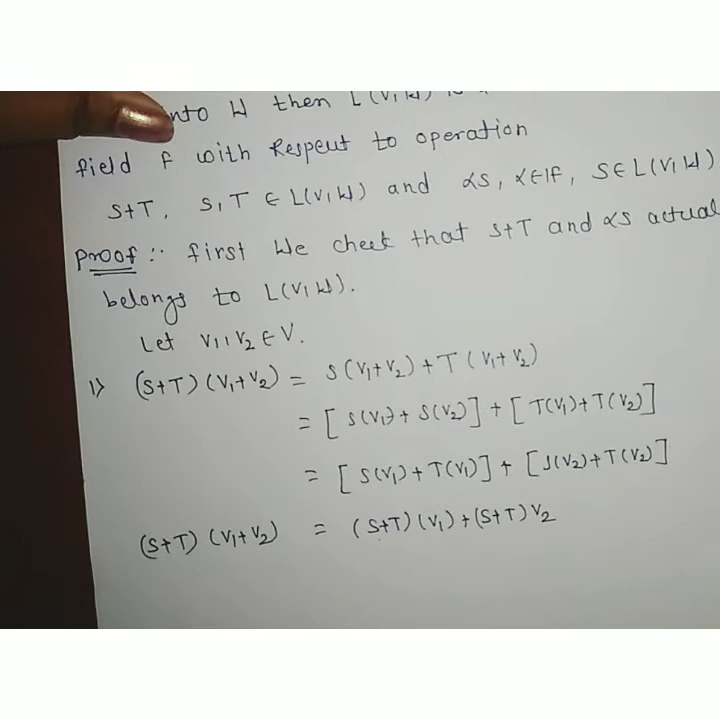 into W then L(V,W) is
field F with Respect to operation
S+T, S,T ∈ L(V,W) and αS, α∈F, S∈L(V,W)
Proof :- first We check that S+T and αS actual
belongs to L(V,W).
Let v1, v2 ∈ V.
1) (S+T)(v1+v2) = S(v1+v2)+T(v1+v2)
= [S(v1)+S(v2)] + [T(v1)+T(v2)]
= [S(v1)+T(v1)] + [S(v2)+T(v2)]
(S+T)(v1+v2) = (S+T)(v1)+(S+T)v2